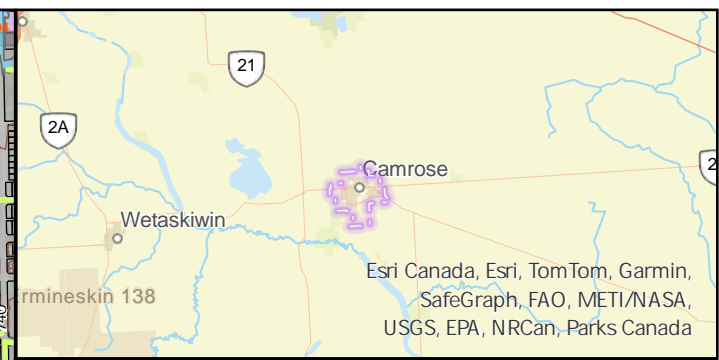 21
2A
Camrose
2
Wetaskiwin
Esri Canada, Esri, TomTom, Garmin,
rmineskin 138
SafeGraph, FAO, METI/NASA,
USGS, EPA, NRCan, Parks Canada